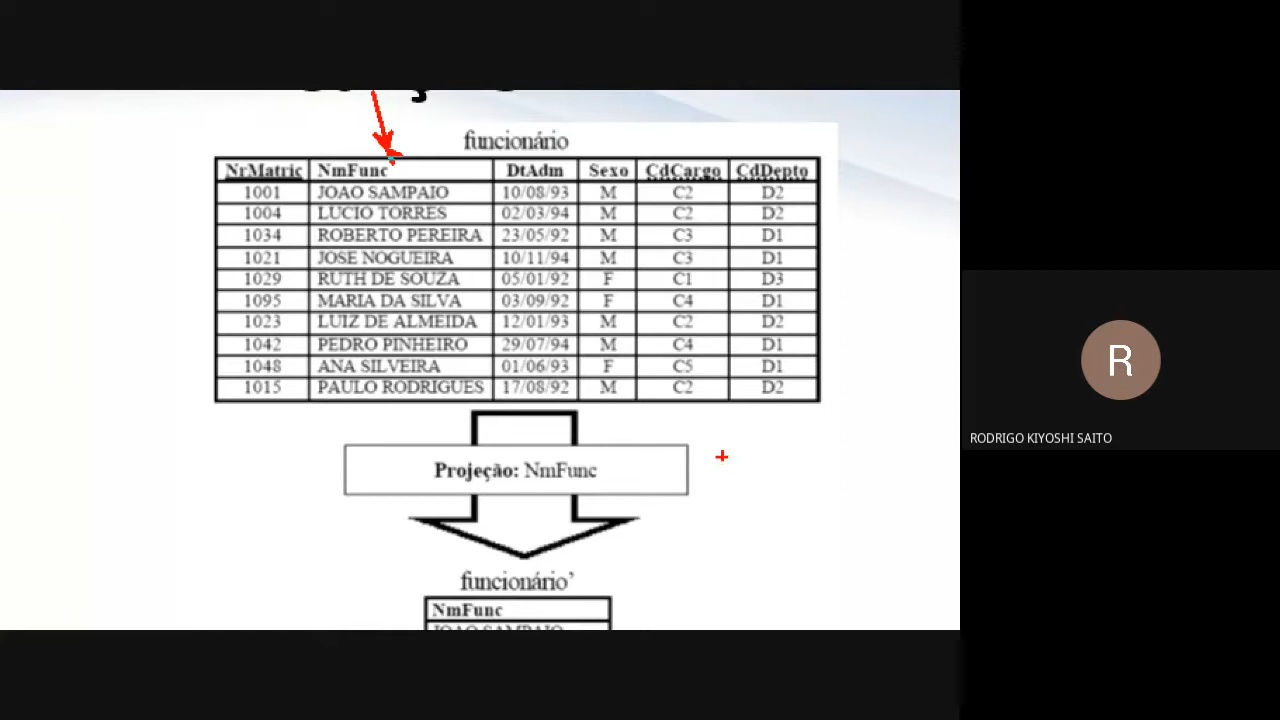 funcionário
NrMatric NmFunc DtAdm Sexo CdCargo CdDepto
1001 JOAO SAMPAIO 10/08/93 M C2 D2
1004 LUCIO TORRES 02/03/94 M C2 D2
1034 ROBERTO PEREIRA 23/05/92 M C3 D1
1021 JOSE NOGUEIRA 10/11/94 M C3 D1
1029 RUTH DE SOUZA 05/01/92 F C1 D3
1095 MARIA DA SILVA 03/09/92 F C4 D1
1023 LUIZ DE ALMEIDA 12/01/93 M C2 D2
1042 PEDRO PINHEIRO 29/07/94 M C4 D1
1048 ANA SILVEIRA 01/06/93 F C5 D1
1015 PAULO RODRIGUES 17/08/92 M C2 D2
Projeção: NmFunc
funcionário’
NmFunc
JOAO SAMPAIO
R
RODRIGO KIYOSHI SAITO